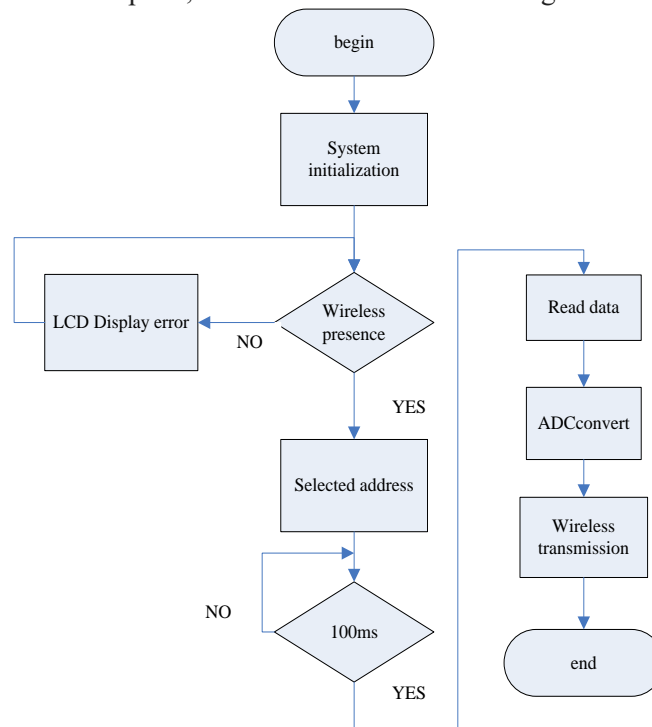 begin
System
initialization
LCD Display error
NO
Wireless
presence
YES
Selected address
NO
100ms
YES
Read data
ADCconvert
Wireless
transmission
end